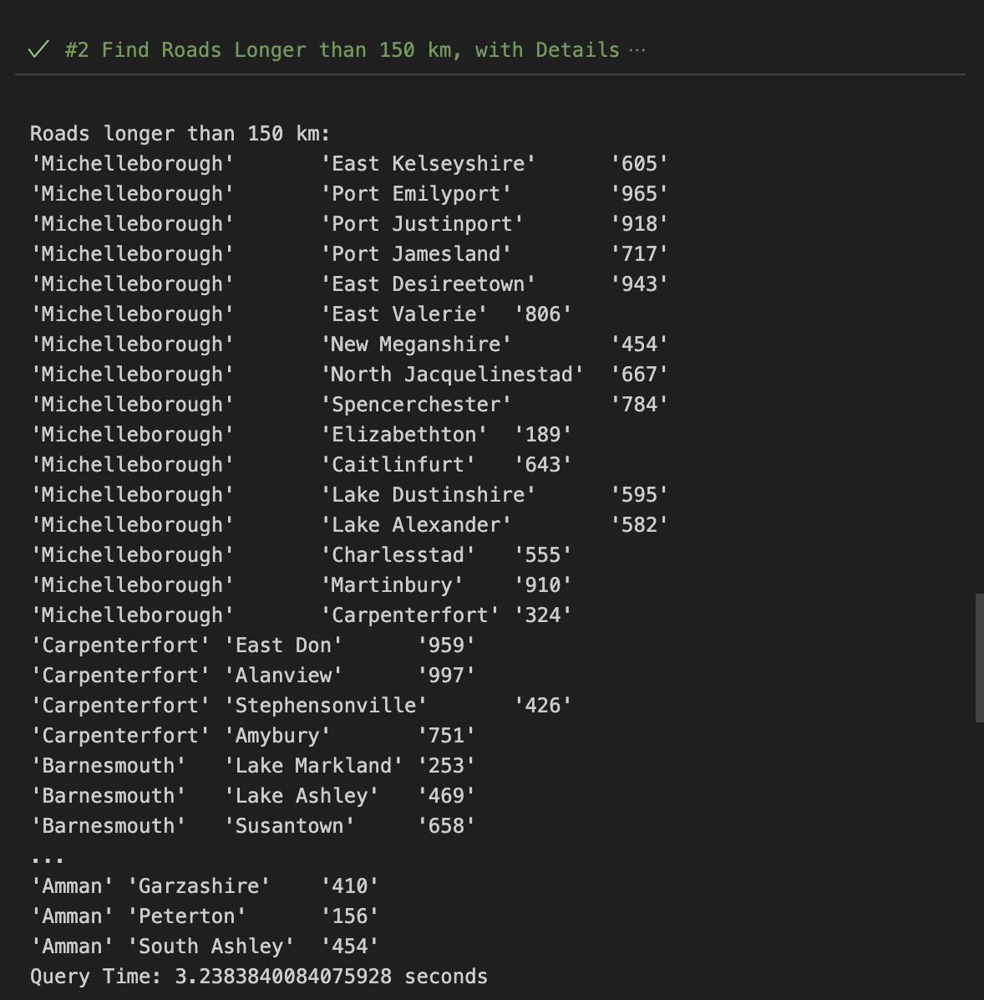 #2 Find Roads Longer than 150 km, with Details ...
Roads longer than 150 km:
'Michelleborough' 'East Kelseyshire' '605'
'Michelleborough' 'Port Emilyport' '965'
'Michelleborough' 'Port Justinport' '918'
'Michelleborough' 'Port Jamesland' '717'
'Michelleborough' 'East Desireetown' '943'
'Michelleborough' 'East Valerie' '806'
'Michelleborough' 'New Meganshire' '454'
'Michelleborough' 'North Jacquelinestad' '667'
'Michelleborough' 'Spencerchester' '784'
'Michelleborough' 'Elizabethton' '189'
'Michelleborough' 'Caitlinfurt' '643'
'Michelleborough' 'Lake Dustinshire' '595'
'Michelleborough' 'Lake Alexander' '582'
'Michelleborough' 'Charlesstad' '555'
'Michelleborough' 'Martinbury' '910'
'Michelleborough' 'Carpenterfort' '324'
'Carpenterfort' 'East Don' '959'
'Carpenterfort' 'Alanview' '997'
'Carpenterfort' 'Stephensonville' '426'
'Carpenterfort' 'Amybury' '751'
'Barnesmouth' 'Lake Markland' '253'
'Barnesmouth' 'Lake Ashley' '469'
'Barnesmouth' 'Susantown' '658'
...
'Amman' 'Garzashire' '410'
'Amman' 'Peterton' '156'
'Amman' 'South Ashley' '454'
Query Time: 3.2383840084075928 seconds